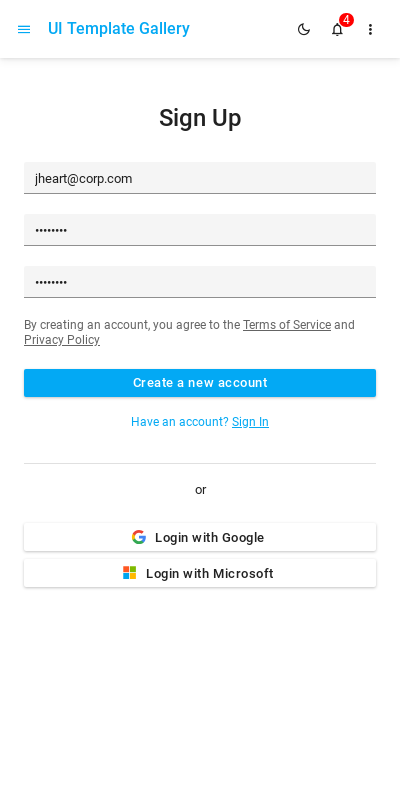 UI Template Gallery
4
Sign Up
jheart@corp.com
••••••••
••••••••
By creating an account, you agree to the Terms of Service and
Privacy Policy
Create a new account
Have an account? Sign In
or
Login with Google
Login with Microsoft